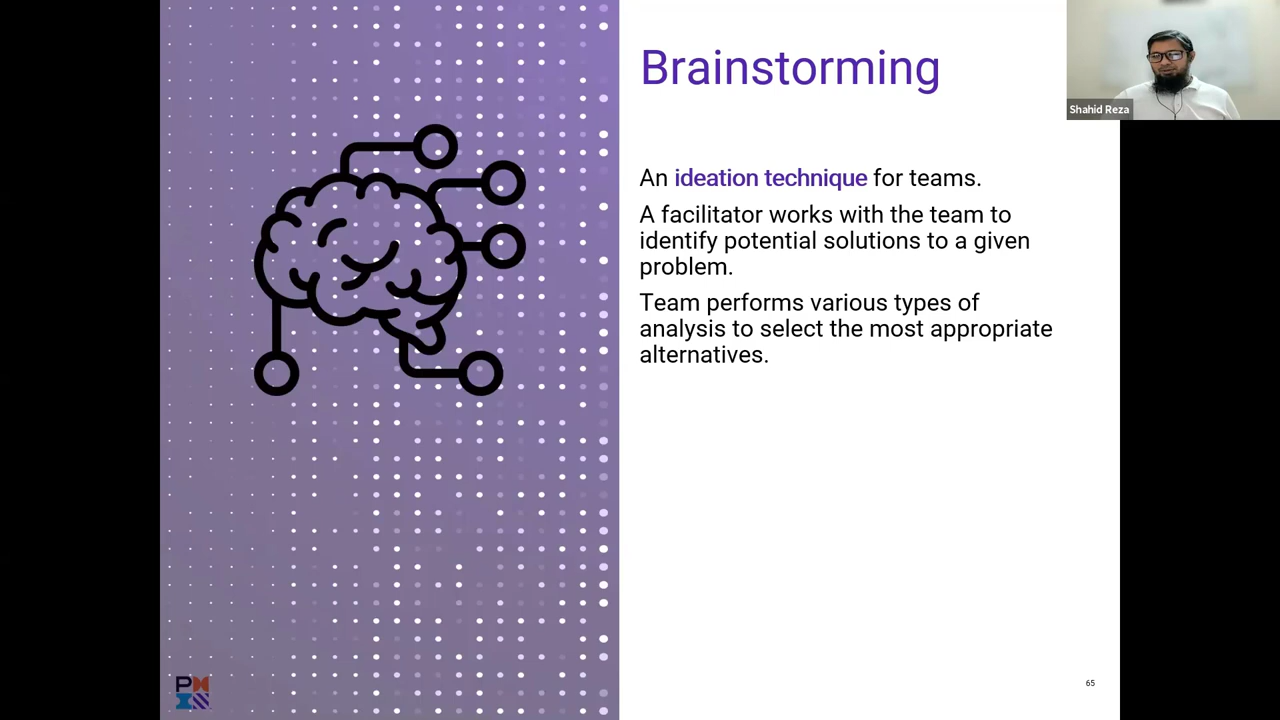 Brainstorming
Shahid Reza
An ideation technique for teams.
A facilitator works with the team to
identify potential solutions to a given
problem.
Team performs various types of
analysis to select the most appropriate
alternatives.
65